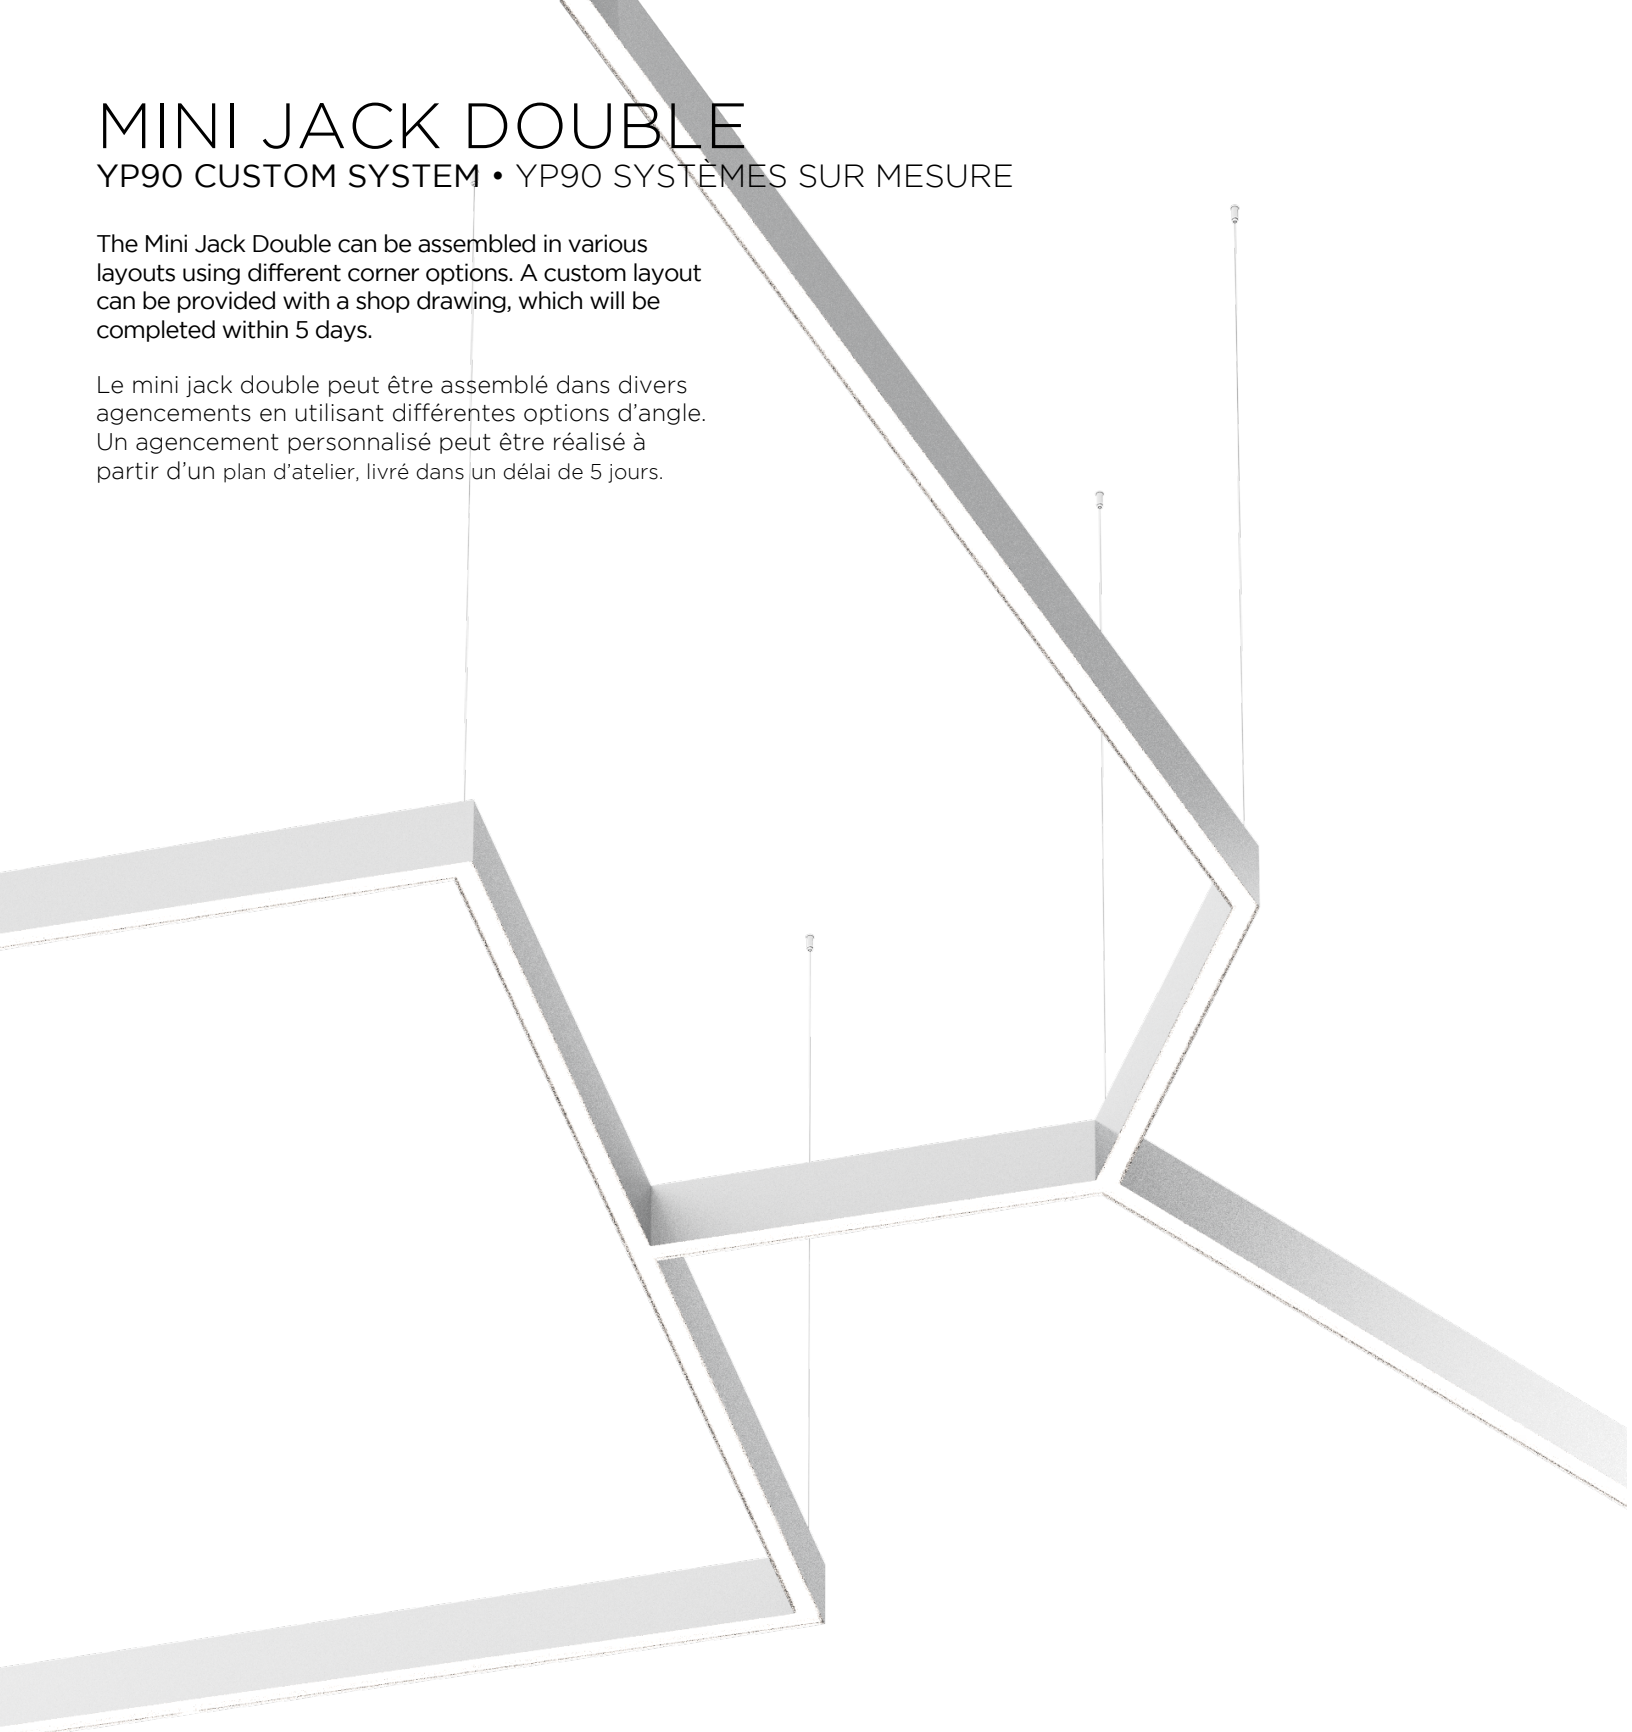 MINI JACK DOUBLE
YP90 CUSTOM SYSTEM • YP90 SYSTÈMES SUR MESURE
The Mini Jack Double can be assembled in various
layouts using different corner options. A custom layout
can be provided with a shop drawing, which will be
completed within 5 days.
Le mini jack double peut être assemblé dans divers
agencements en utilisant différentes options d’angle.
Un agencement personnalisé peut être réalisé à
partir d’un plan d’atelier, livré dans un délai de 5 jours.